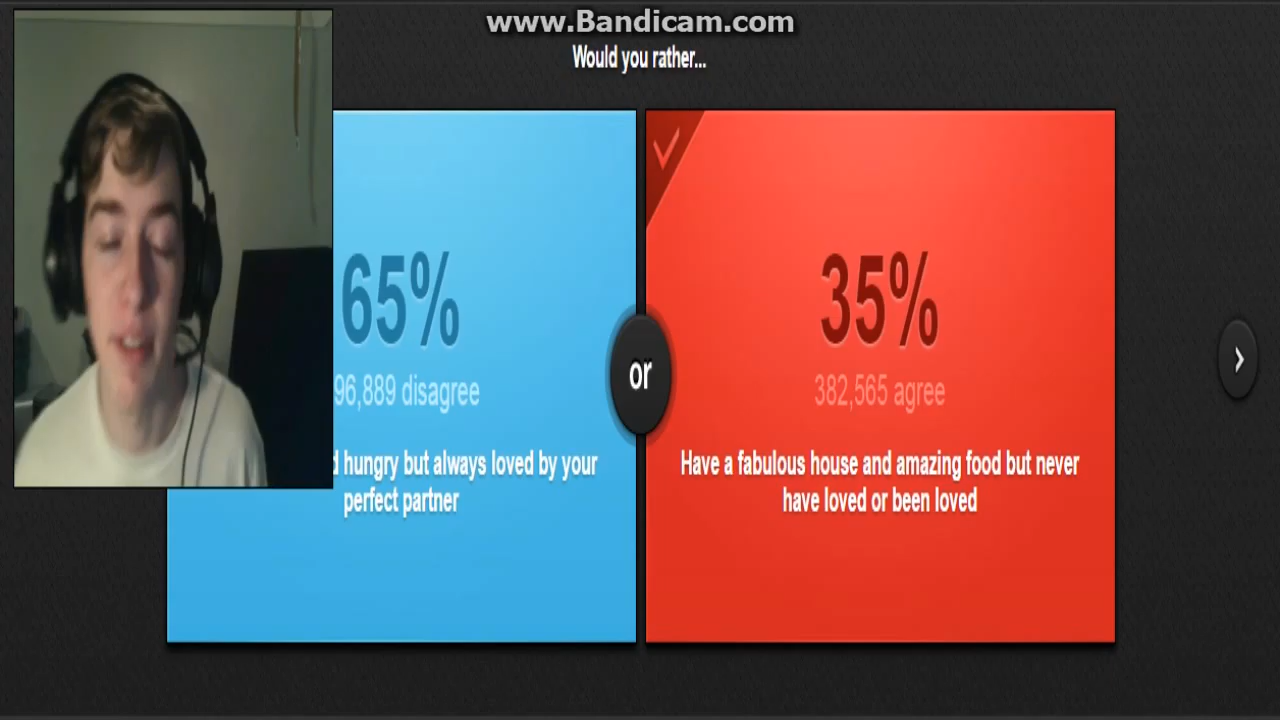 www.Bandicam.com
Would you rather...
65%
35%
96,889 disagree
or
382,565 agree
hungry but always loved by your
perfect partner
Have a fabulous house and amazing food but never
have loved or been loved